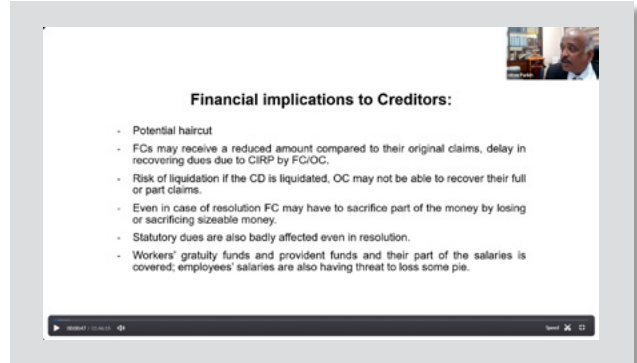 Financial implications to Creditors:
- Potential haircut
- FCs may receive a reduced amount compared to their original claims, delay in
recovering dues due to CIRP by FC/OC.
- Risk of liquidation if the CD is liquidated, OC may not be able to recover their full
or part claims.
- Even in case of resolution FC may have to sacrifice part of the money by losing
or sacrificing sizeable money.
- Statutory dues are also badly affected even in resolution.
- Workers' gratuity funds and provident funds and their part of the salaries is
covered; employees' salaries are also having threat to loss some pie.
Speed